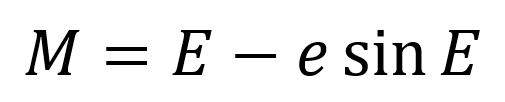 M = E − e sin E